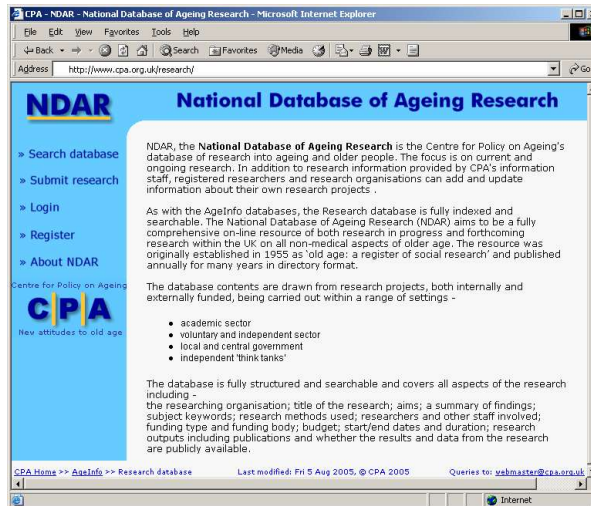 CPA - NDAR - National Database of Ageing Research - Microsoft Internet Explorer
File Edit View Favorites Tools Help
Back Search Favorites Media
Address http://www.cpa.org.uk/research/ Go
NDAR
National Database of Ageing Research
» Search database
» Submit research
» Login
» Register
» About NDAR
Centre for Policy on Ageing
CPA
New attitudes to old age
NDAR, the National Database of Ageing Research is the Centre for Policy on Ageing's
database of research into ageing and older people. The focus is on current and
ongoing research. In addition to research information provided by CPA's information
staff, registered researchers and research organisations can add and update
information about their own research projects .
As with the AgeInfo databases, the Research database is fully indexed and
searchable. The National Database of Ageing Research (NDAR) aims to be a fully
comprehensive on-line resource of both research in progress and forthcoming
research within the UK on all non-medical aspects of older age. The resource was
originally established in 1955 as 'old age: a register of social research' and published
annually for many years in directory format.
The database contents are drawn from research projects, both internally and
externally funded, being carried out within a range of settings -
• academic sector
• voluntary and independent sector
• local and central government
• independent 'think tanks'
The database is fully structured and searchable and covers all aspects of the research
including -
the researching organisation; title of the research; aims; a summary of findings;
subject keywords; research methods used; researchers and other staff involved;
funding type and funding body; budget; start/end dates and duration; research
outputs including publications and whether the results and data from the research
are publicly available.
CPA Home >> AgeInfo >> Research database Last modified: Fri 5 Aug 2005, © CPA 2005 Queries to: webmaster@cpa.org.uk
Internet